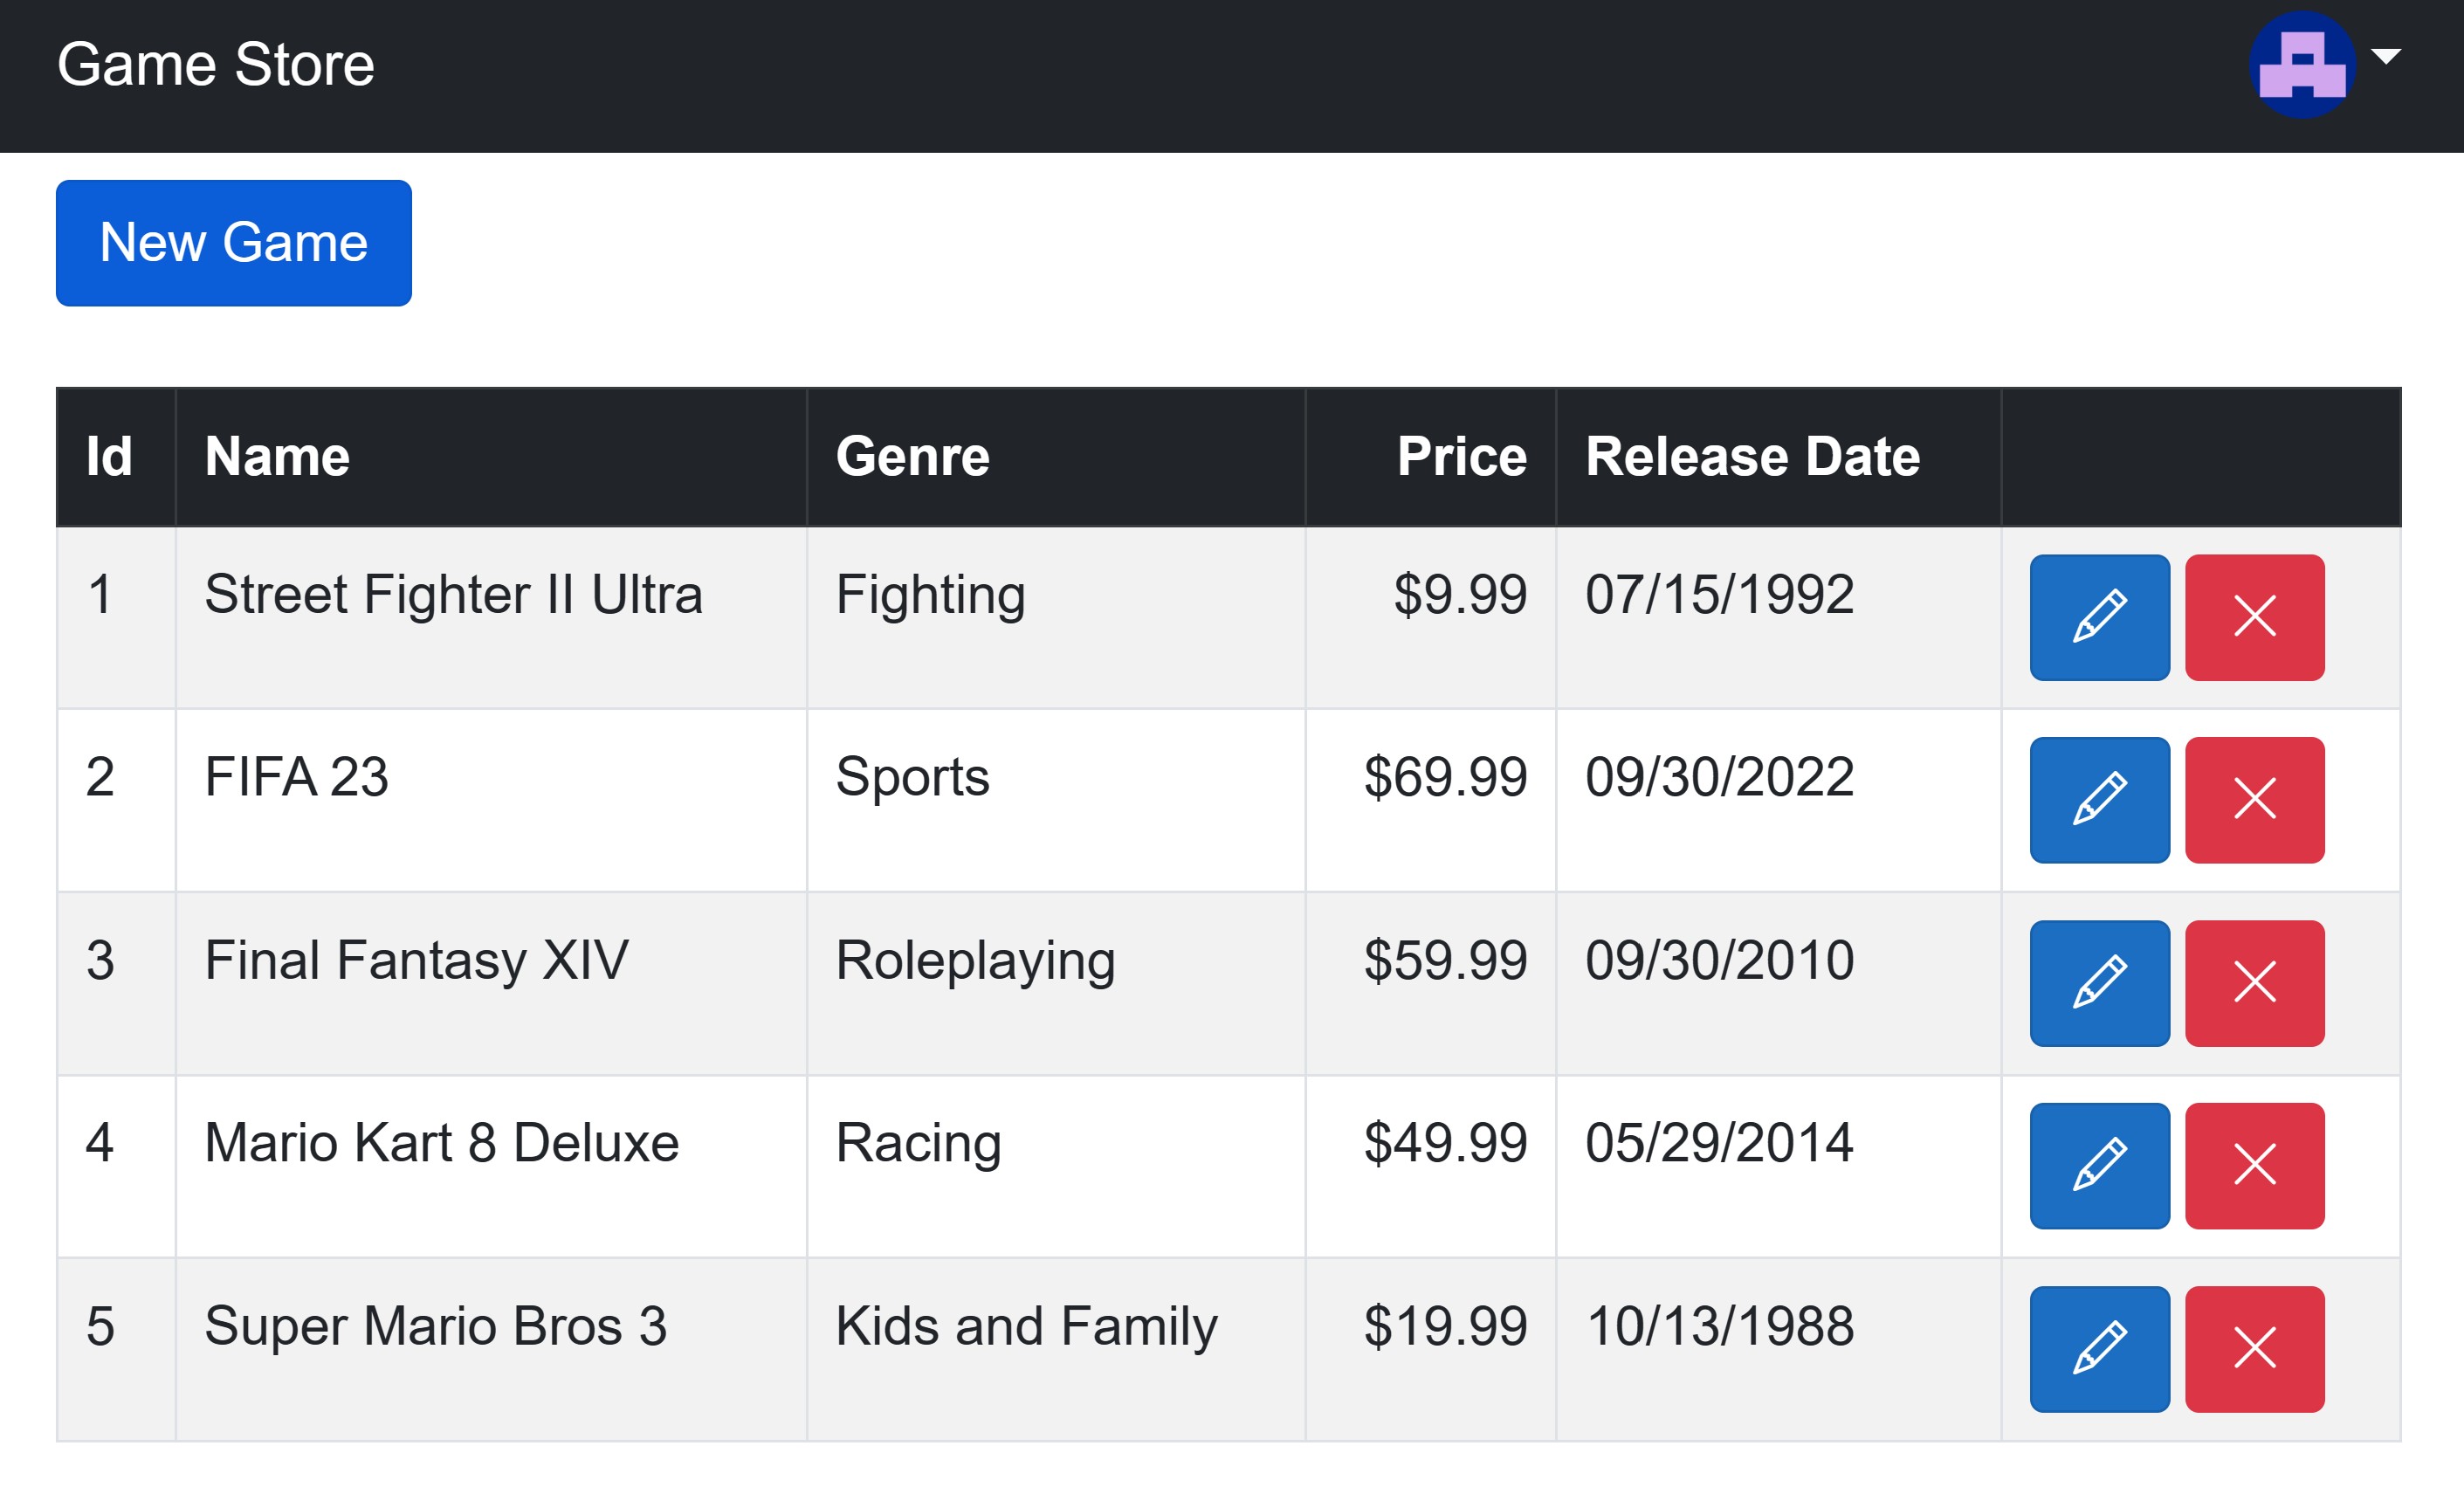 Game Store
New Game
Id Name Genre Price Release Date
1 Street Fighter II Ultra Fighting $9.99 07/15/1992
2 FIFA 23 Sports $69.99 09/30/2022
3 Final Fantasy XIV Roleplaying $59.99 09/30/2010
4 Mario Kart 8 Deluxe Racing $49.99 05/29/2014
5 Super Mario Bros 3 Kids and Family $19.99 10/13/1988